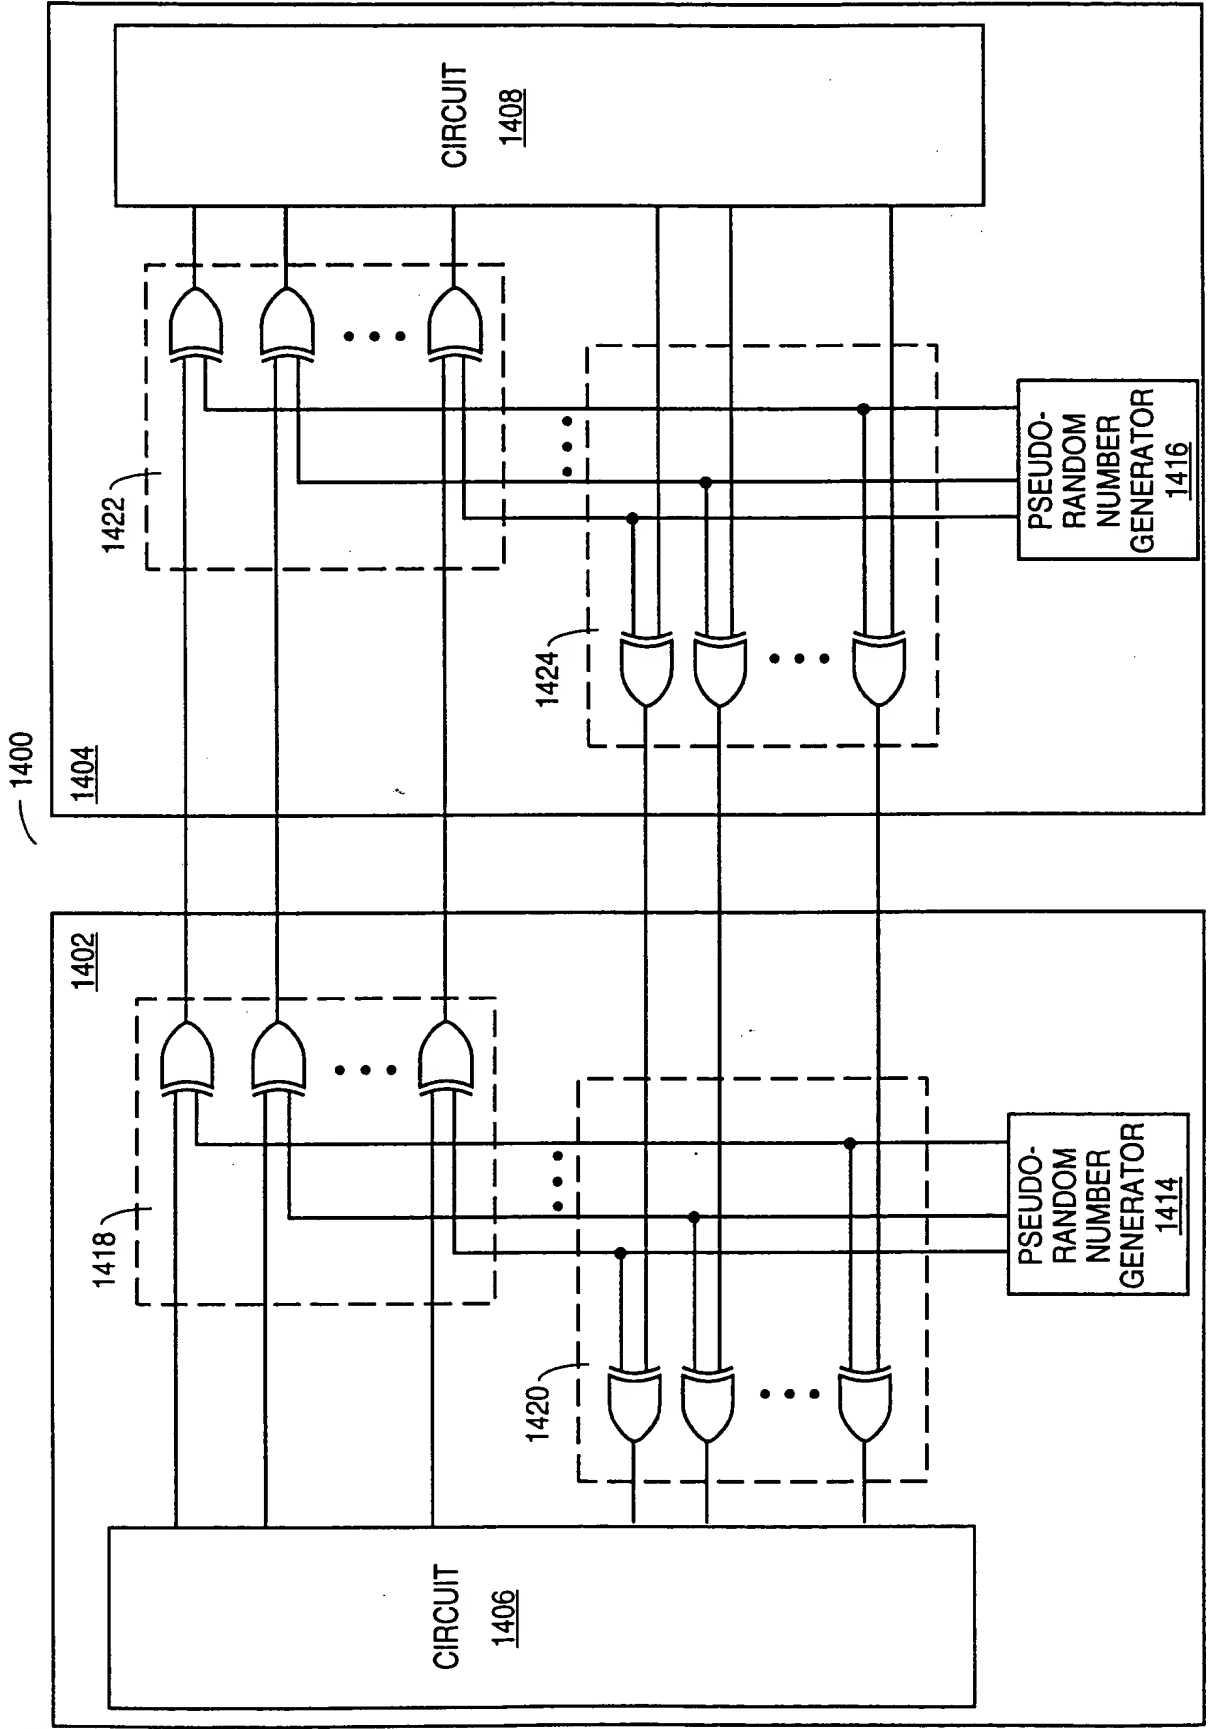 1400
1402
1404
CIRCUIT
1406
1418
1420
PSEUDO-
RANDOM
NUMBER
GENERATOR
1414
1422
1424
PSEUDO-
RANDOM
NUMBER
GENERATOR
1416
CIRCUIT
1408